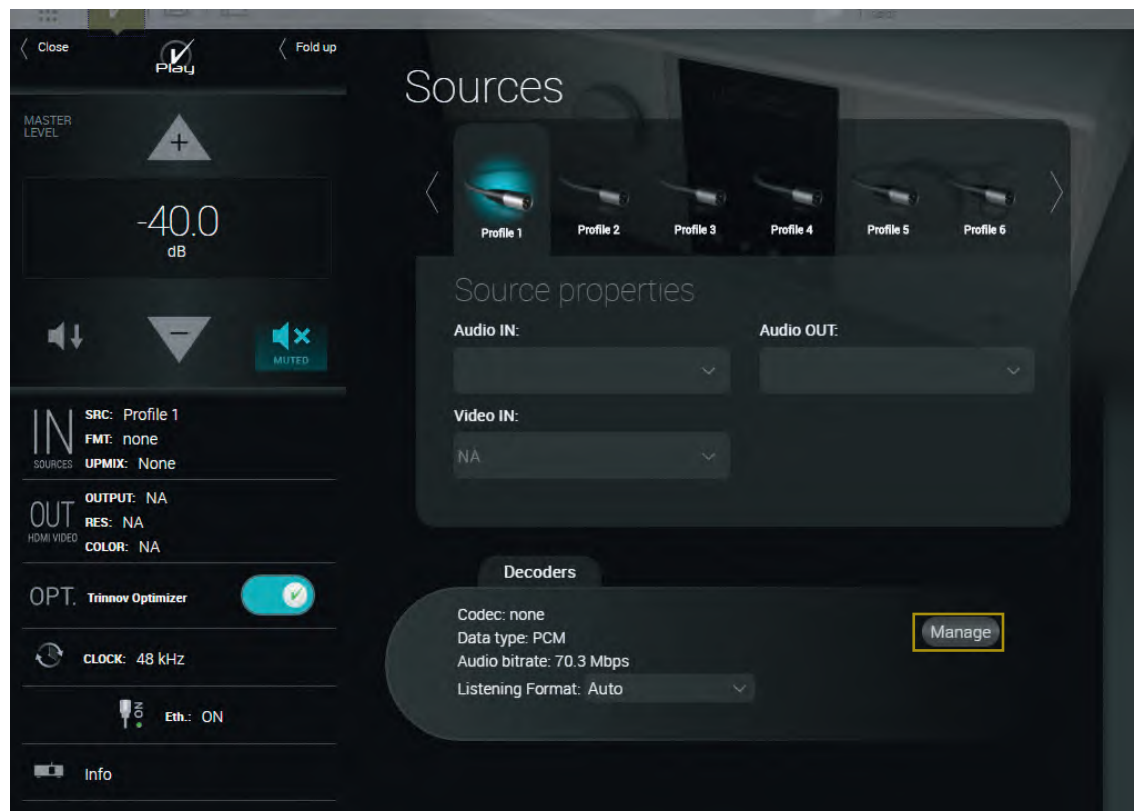 Close
Play
Fold up
MASTER
LEVEL
+
-40.0
dB
−
MUTED
IN
SOURCES
SRC: Profile 1
FMT: none
UPMIX: None
OUT
HDMI VIDEO
OUTPUT: NA
RES: NA
COLOR: NA
OPT. Trinnov Optimizer
CLOCK: 48 kHz
ON
Eth.: ON
Info
Sources
Profile 1 Profile 2 Profile 3 Profile 4 Profile 5 Profile 6
Source properties
Audio IN: Audio OUT:
Video IN:
NA
Decoders
Codec: none
Data type: PCM
Audio bitrate: 70.3 Mbps
Listening Format: Auto
Manage